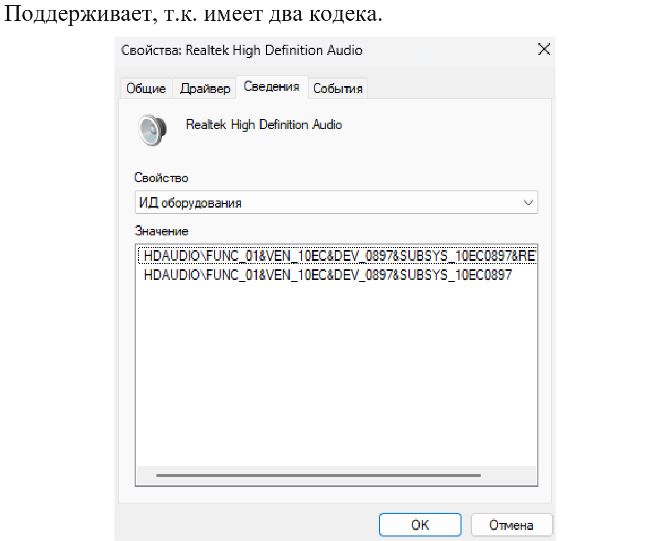 Поддерживает, т.к. имеет два кодека.
Свойства: Realtek High Definition Audio
Общие Драйвер Сведения События
Realtek High Definition Audio
Свойство
ИД оборудования
Значение
HDAUDIO\FUNC_01&VEN_10EC&DEV_0897&SUBSYS_10EC0897&RE
HDAUDIO\FUNC_01&VEN_10EC&DEV_0897&SUBSYS_10EC0897
ОК Отмена